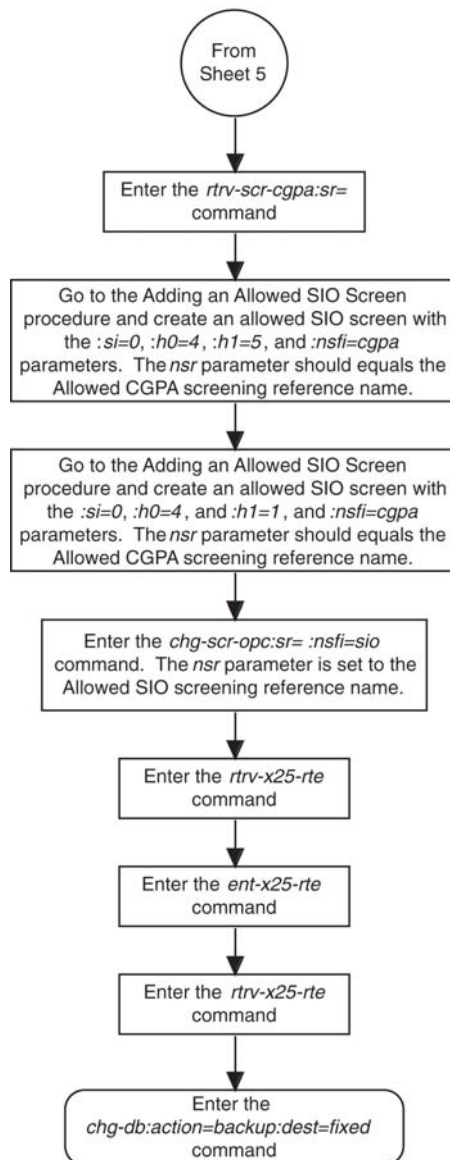 From
Sheet 5
Enter the rtrv-scr-cgpa:sr=
command
Go to the Adding an Allowed SIO Screen
procedure and create an allowed SIO screen with
the :si=0, :h0=4, :h1=5, and :nsfi=cgpa
parameters. The nsr parameter should equals the
Allowed CGPA screening reference name.
Go to the Adding an Allowed SIO Screen
procedure and create an allowed SIO screen with
the :si=0, :h0=4, and :h1=1, and :nsfi=cgpa
parameters. The nsr parameter should equals the
Allowed CGPA screening reference name.
Enter the chg-scr-opc:sr= :nsfi=sio
command. The nsr parameter is set to the
Allowed SIO screening reference name.
Enter the rtrv-x25-rte
command
Enter the ent-x25-rte
command
Enter the rtrv-x25-rte
command
Enter the
chg-db:action=backup:dest=fixed
command